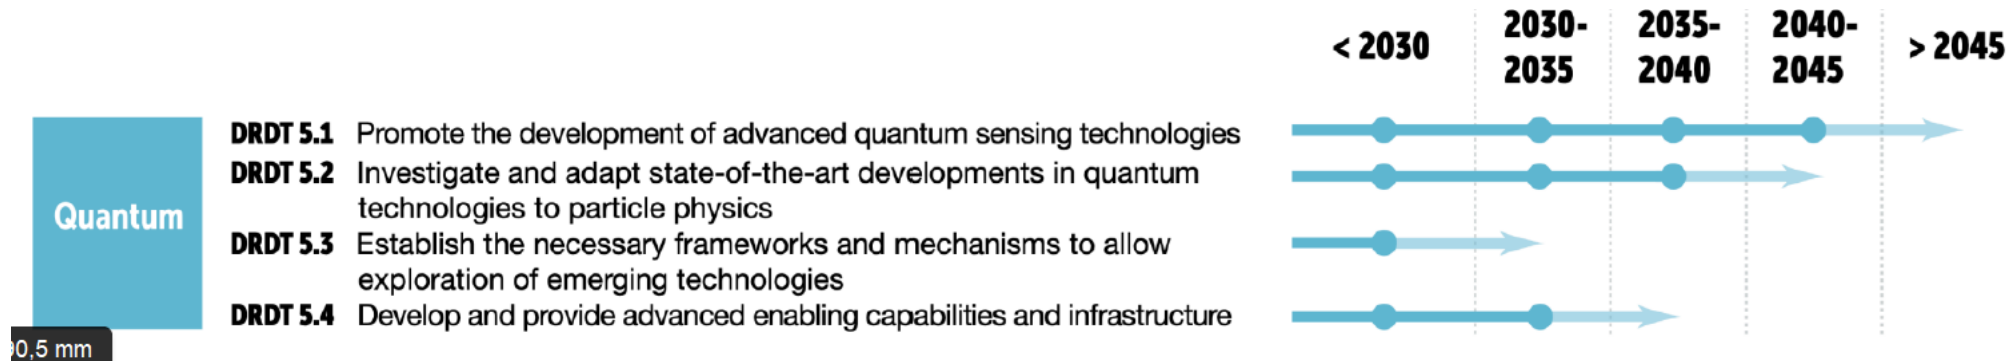 < 2030
2030-
2035
2035-
2040
2040-
2045
> 2045
Quantum
DRDT 5.1 Promote the development of advanced quantum sensing technologies
DRDT 5.2 Investigate and adapt state-of-the-art developments in quantum
technologies to particle physics
DRDT 5.3 Establish the necessary frameworks and mechanisms to allow
exploration of emerging technologies
DRDT 5.4 Develop and provide advanced enabling capabilities and infrastructure
0,5 mm